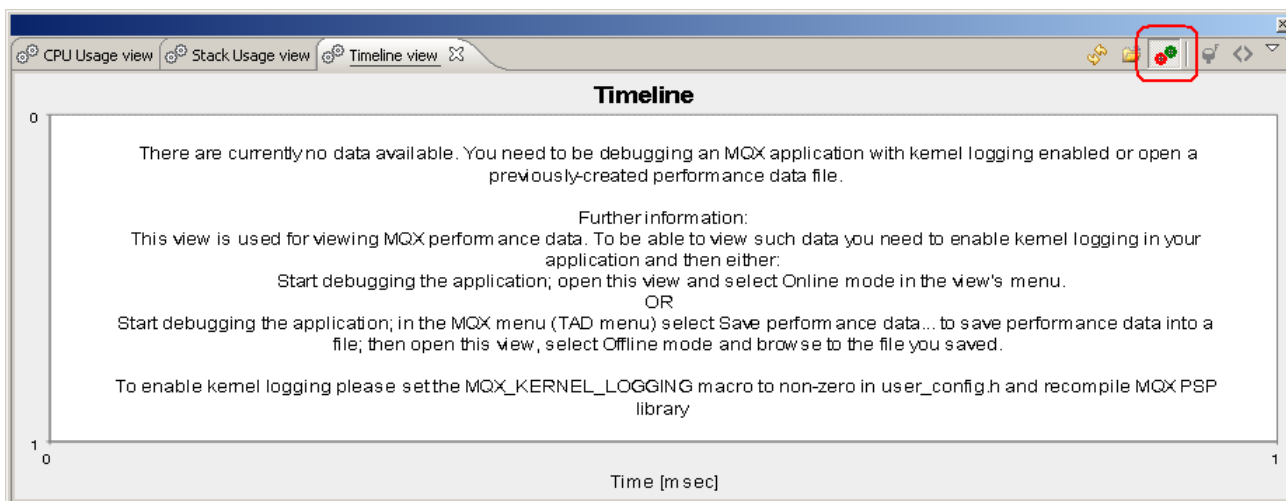 CPU Usage view Stack Usage view Timeline view
Timeline
0
There are currently no data available. You need to be debugging an MQX application with kernel logging enabled or open a
previously-created performance data file.
Further information:
This view is used for viewing MQX performance data. To be able to view such data you need to enable kernel logging in your
application and then either:
Start debugging the application; open this view and select Online mode in the view's menu.
OR
Start debugging the application; in the MQX menu (TAD menu) select Save performance data... to save performance data into a
file; then open this view, select Offline mode and browse to the file you saved.
To enable kernel logging please set the MQX_KERNEL_LOGGING macro to non-zero in user_config.h and recompile MQX PSP
library
1
0 1
Time [msec]